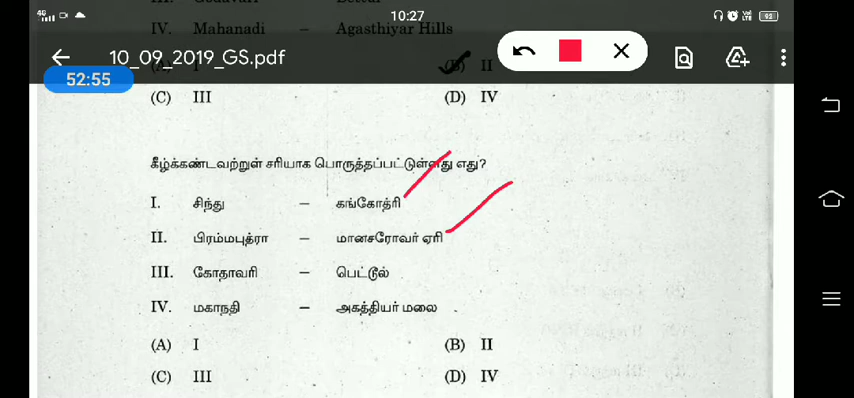 4G 10:27 92
IV. Mahanadi – Agasthiyar Hills
10_09_2019_GS.pdf
52:55
(A) I (B) II
(C) III (D) IV
கீழ்க்கண்டவற்றுள் சரியாக பொருத்தப்பட்டுள்ளது எது?
I. சிந்து – கங்கோத்ரி
II. பிரம்மபுத்ரா – மானசரோவர் ஏரி
III. கோதாவரி – பெட்டூல்
IV. மகாநதி – அகத்தியர் மலை
(A) I (B) II
(C) III (D) IV